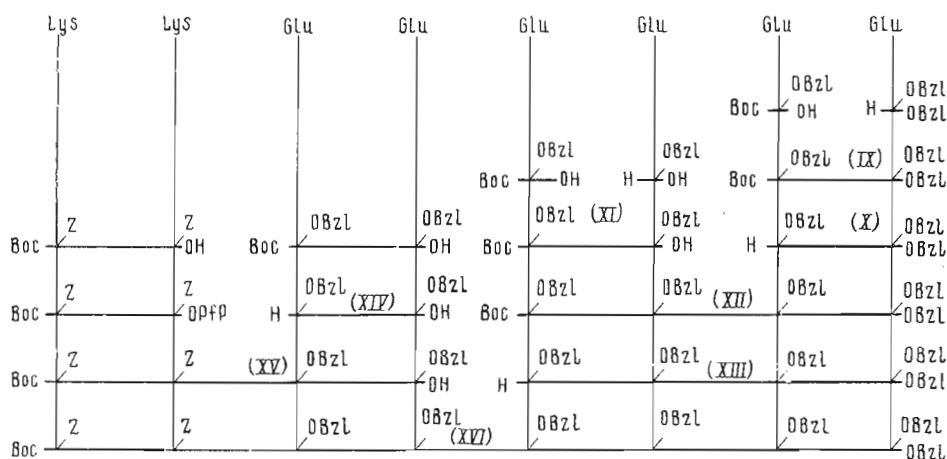 Lys Lys Glu Glu Glu Glu Glu Glu
OBzl OBzl
Boc OH H OBzl
OBzl OBzl OBzl (IX) OBzl
Boc OH H OH Boc OBzl
Z Z OBzl OBzl OBzl (XI) OBzl OBzl (X) OBzl
Boc OH Boc OH Boc OH H OBzl
Z Z OBzl (XIV) OBzl OBzl OBzl (XII) OBzl OBzl
Boc OPfp H OH Boc OBzl
Z Z (XV) OBzl OBzl OBzl OBzl (XIII) OBzl OBzl
Boc OH H OBzl
Z Z OBzl OBzl (XVI) OBzl OBzl OBzl OBzl
Boc OBzl